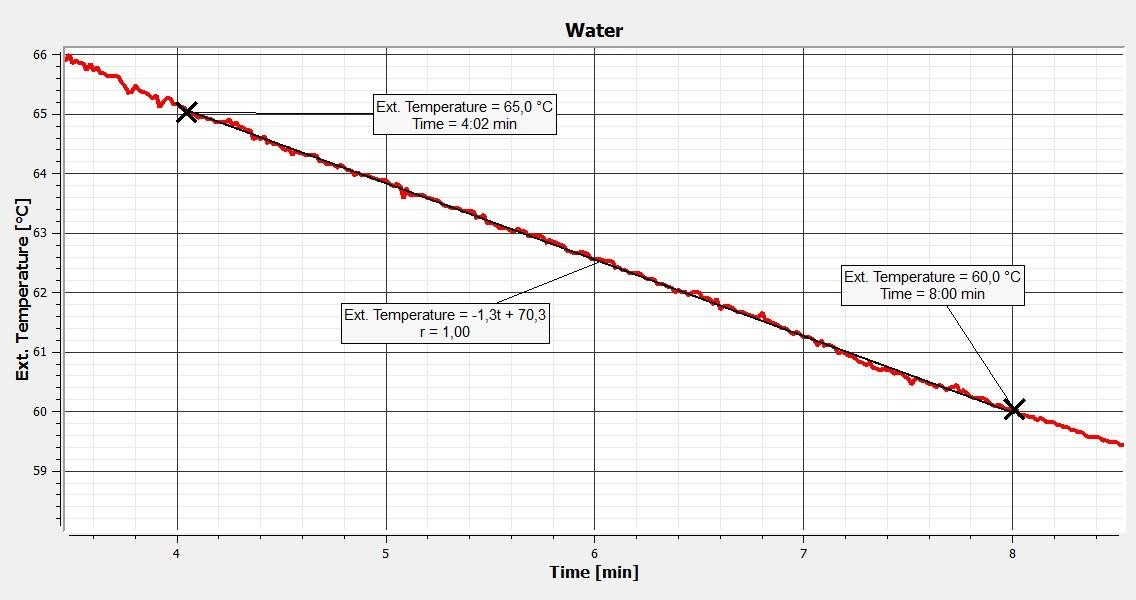 Water
66
65
64
63
62
61
60
59
Ext. Temperature [°C]
Ext. Temperature = 65,0 °C
Time = 4:02 min
Ext. Temperature = -1,3t + 70,3
r = 1,00
Ext. Temperature = 60,0 °C
Time = 8:00 min
4
5
6
7
8
Time [min]